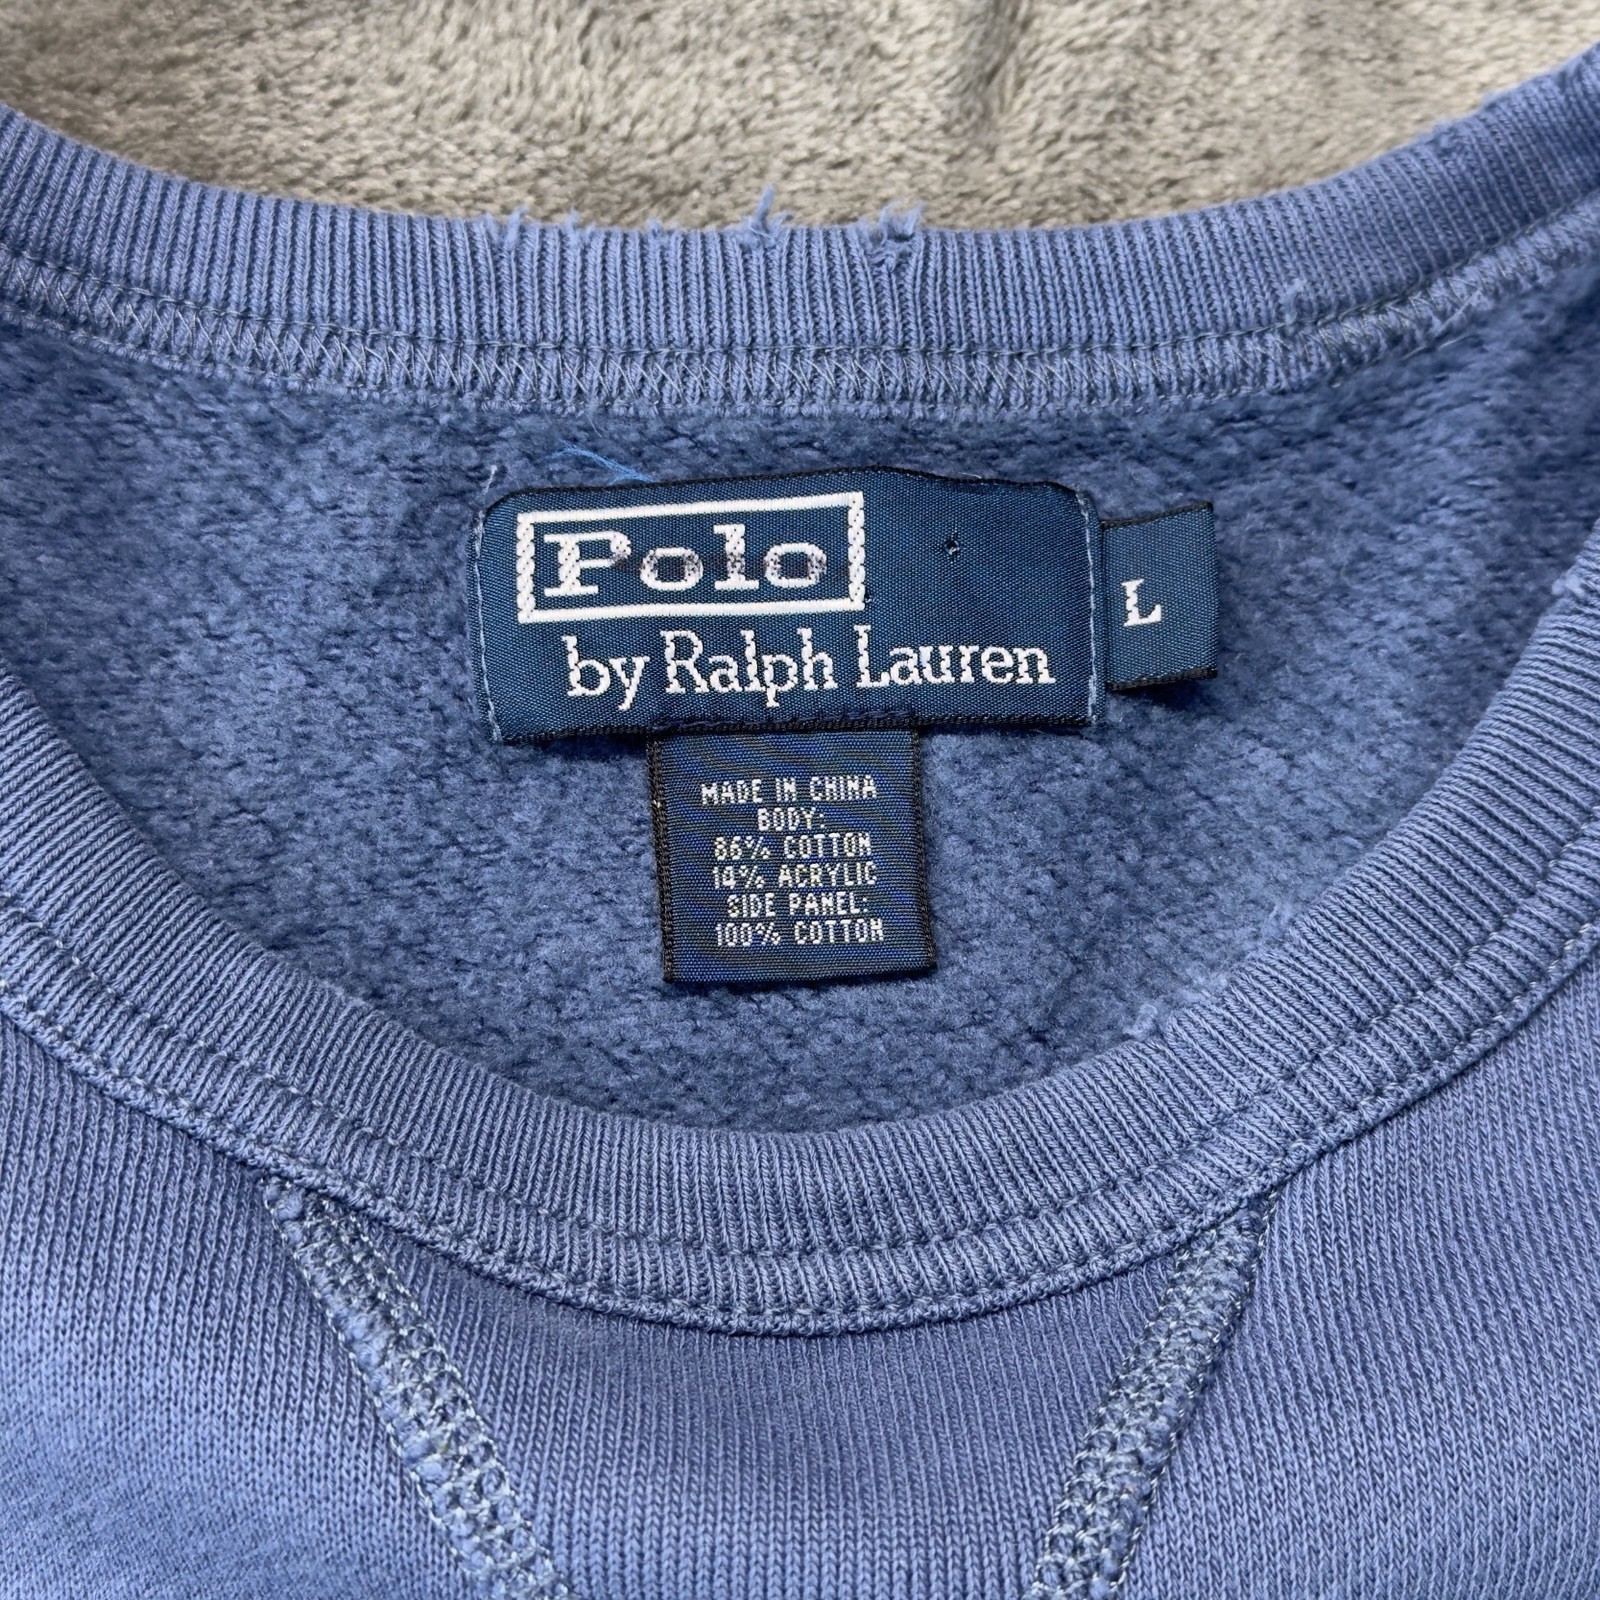 Polo
by Ralph Lauren
L
MADE IN CHINA
BODY:
86% COTTON
14% ACRYLIC
SIDE PANEL:
100% COTTON